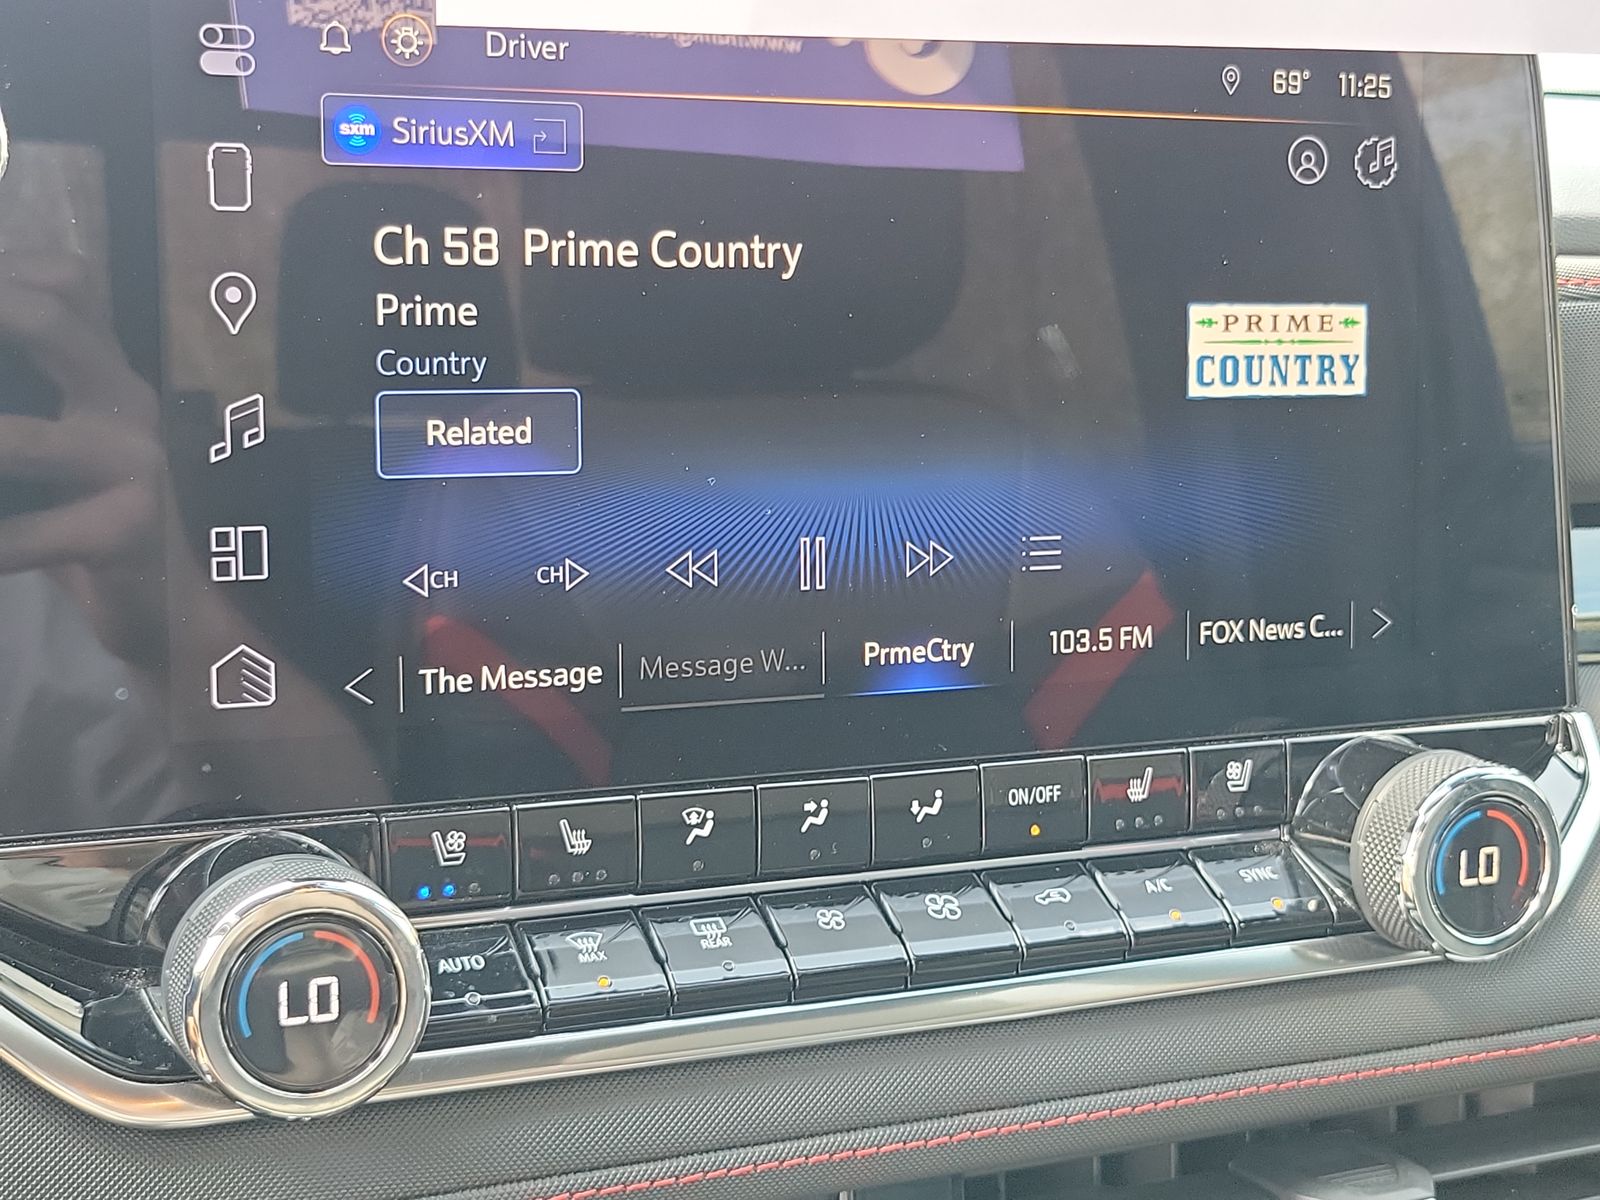 Driver
69° 11:25
sxm SiriusXM
Ch 58 Prime Country
Prime
Country
Related
PRIME
COUNTRY
CH
CH
The Message
Message W...
PrmeCtry
103.5 FM
FOX News C...
ON/OFF
LO
AUTO
MAX
REAR
A/C
SYNC
LO